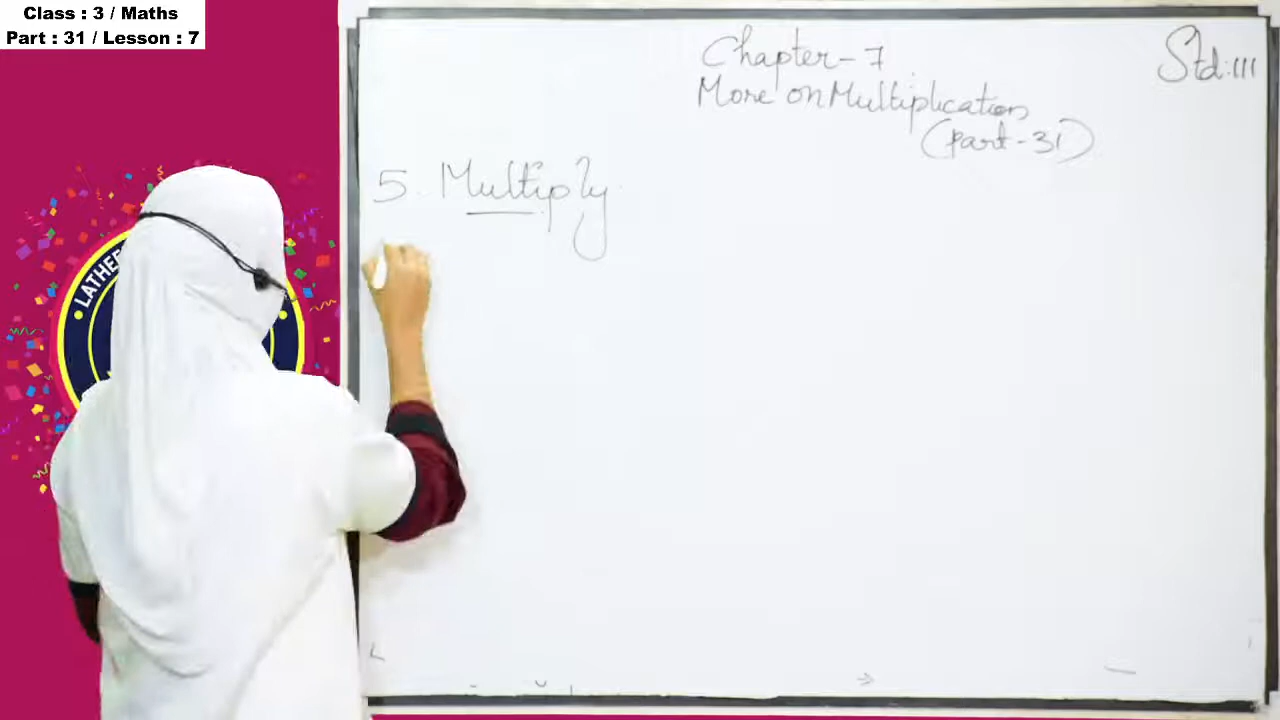 Class : 3 / Maths
Part : 31 / Lesson : 7
Chapter - 7
Std : III
More on Multiplication
(part - 31)
5. Multiply